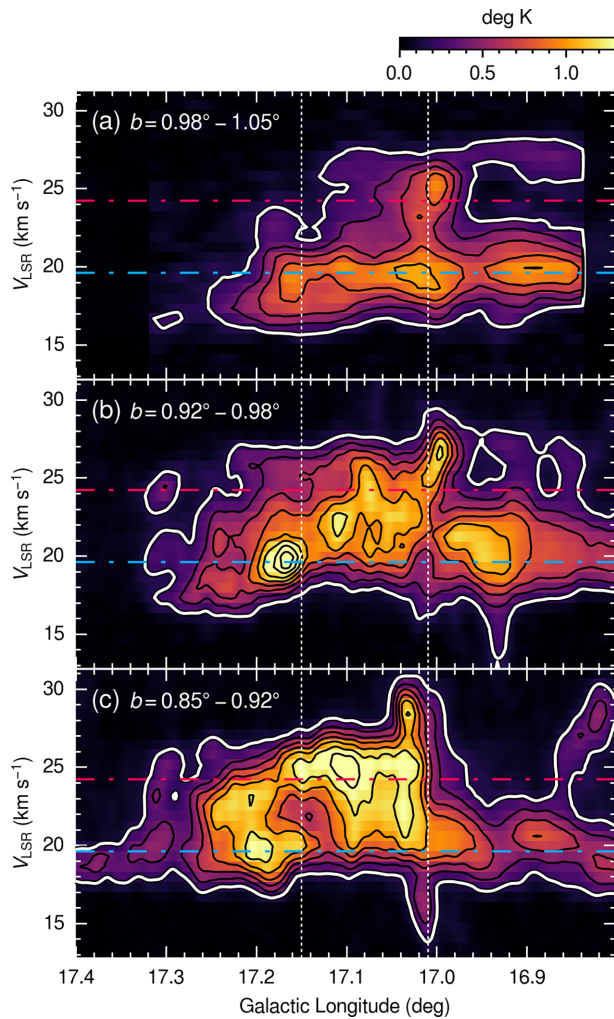 deg K
0.0 0.5 1.0
(a) b = 0.98° − 1.05°
30
25
20
15
V_LSR (km s⁻¹)
(b) b = 0.92° − 0.98°
30
25
20
15
V_LSR (km s⁻¹)
(c) b = 0.85° − 0.92°
30
25
20
15
V_LSR (km s⁻¹)
17.4 17.3 17.2 17.1 17.0 16.9
Galactic Longitude (deg)